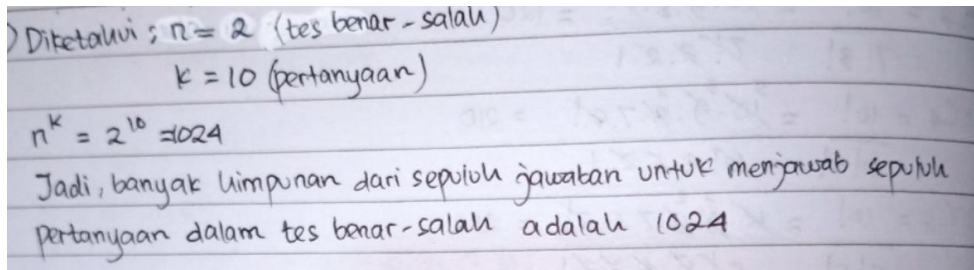 ) Diketahui : n = 2 (tes benar-salah)
k = 10 (pertanyaan)
n^k = 2^10 = 1024
Jadi, banyak himpunan dari sepuluh jawaban untuk menjawab sepuluh
pertanyaan dalam tes benar-salah adalah 1024